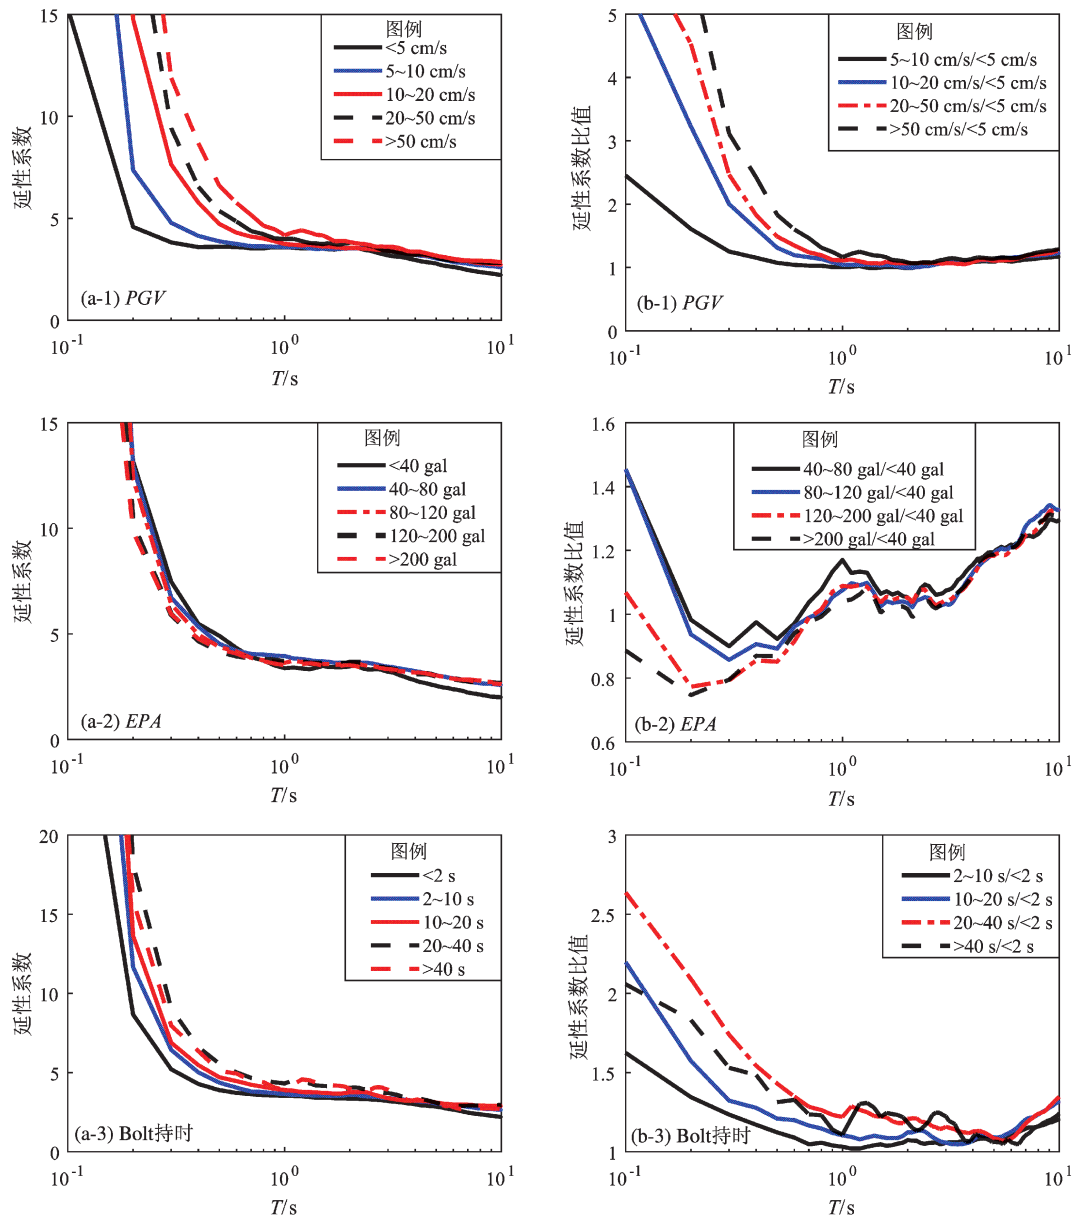 15
10
5
0
延性系数
图例
<5 cm/s
5~10 cm/s
10~20 cm/s
20~50 cm/s
>50 cm/s
(a-1) PGV
10-1
100
101
T/s
5
4
3
2
1
0
延性系数比值
图例
5~10 cm/s/<5 cm/s
10~20 cm/s/<5 cm/s
20~50 cm/s/<5 cm/s
>50 cm/s/<5 cm/s
(b-1) PGV
10-1
100
101
T/s
15
10
5
0
延性系数
图例
<40 gal
40~80 gal
80~120 gal
120~200 gal
>200 gal
(a-2) EPA
10-1
100
101
T/s
1.6
1.4
1.2
1
0.8
0.6
延性系数比值
图例
40~80 gal/<40 gal
80~120 gal/<40 gal
120~200 gal/<40 gal
>200 gal/<40 gal
(b-2) EPA
10-1
100
101
T/s
20
15
10
5
0
延性系数
图例
<2 s
2~10 s
10~20 s
20~40 s
>40 s
(a-3) Bolt持时
10-1
100
101
T/s
3
2.5
2
1.5
1
延性系数比值
图例
2~10 s/<2 s
10~20 s/<2 s
20~40 s/<2 s
>40 s/<2 s
(b-3) Bolt持时
10-1
100
101
T/s